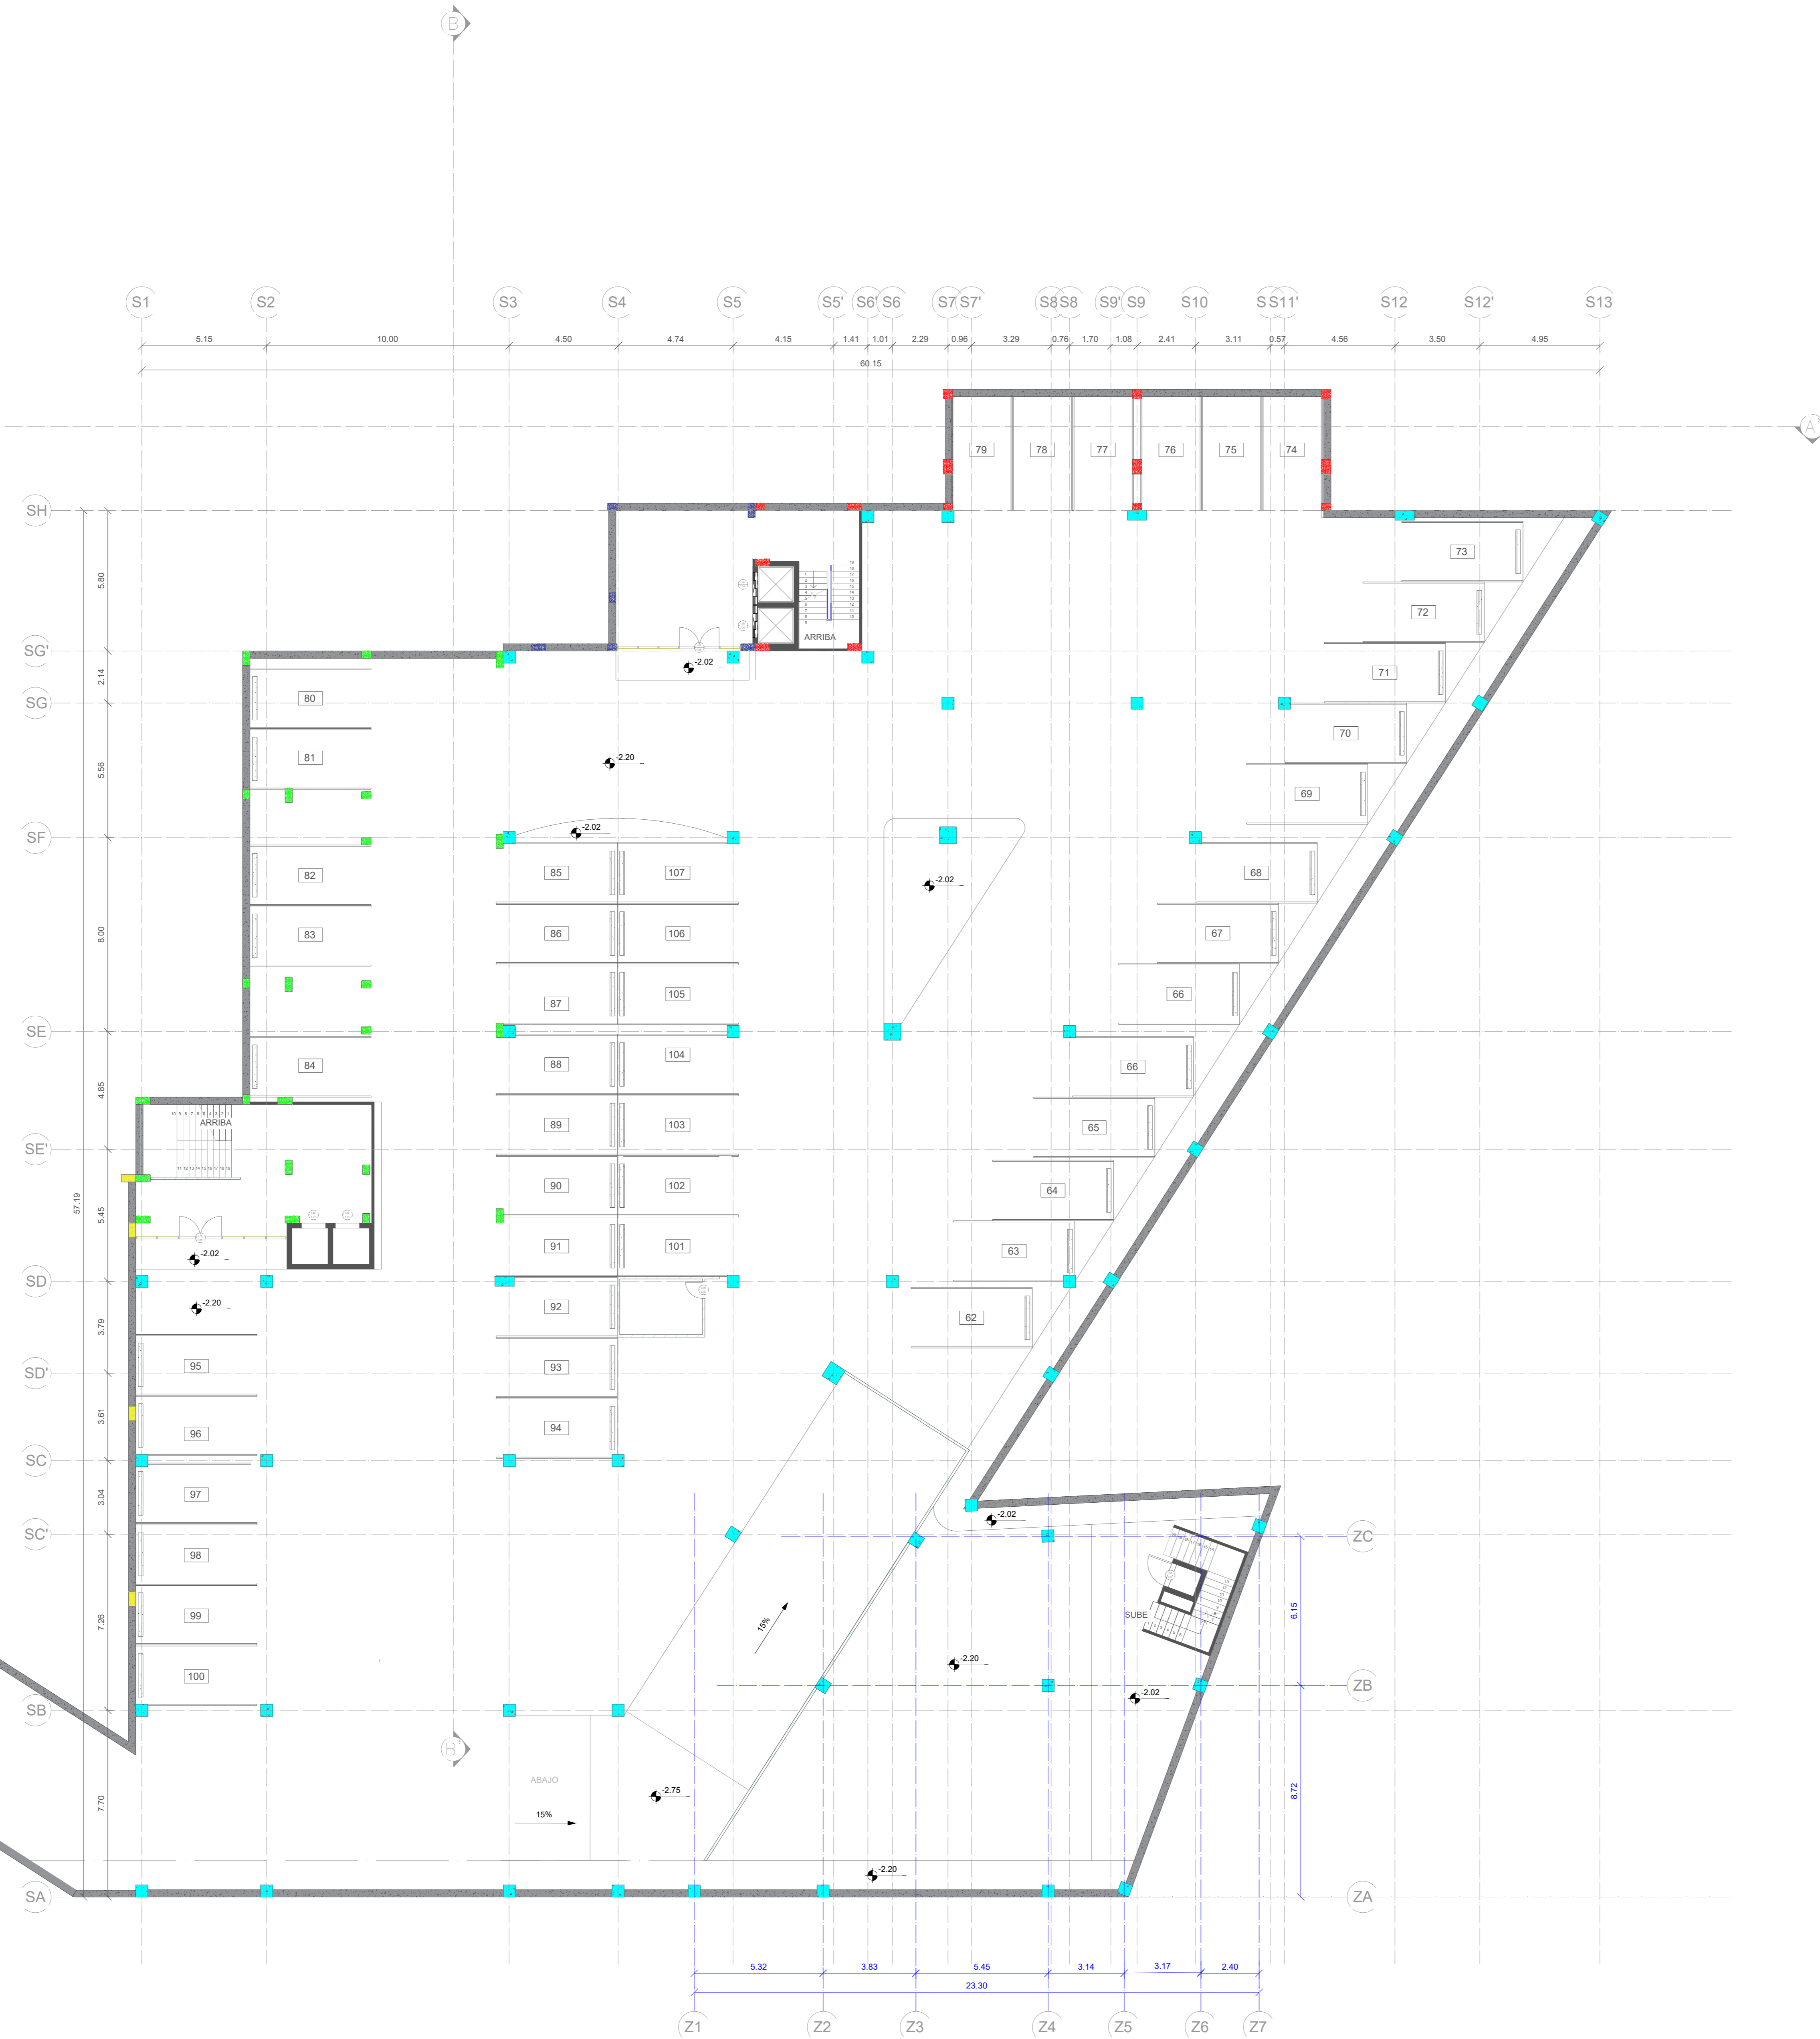 B
S1 S2 S3 S4 S5 S5' S6' S6 S7 S7' S8 S8 S9' S9 S10 S S11' S12 S12' S13
5.15 10.00 4.50 4.74 4.15 1.41 1.01 2.29 0.96 3.29 0.76 1.70 1.08 2.41 3.11 0.57 4.56 3.50 4.95
60.15
A'
79 78 77 76 75 74
SH
73
5.80
72
ARRIBA
SG'
-2.02
71
2.14
80
SG
70
81
-2.20
5.56
69
-2.02
SF
85 107 68
82
-2.02
8.00
83
86 106 67
87 105 66
SE
88 104 66
84
4.85
ARRIBA
89 103 65
SE'
90 102 64
57.19
5.45
91 101 63
-2.02
SD
-2.20
92
62
3.79
95
93
SD'
3.61
96
94
SC
97
3.04
-2.02
SC'
ZC
98
99
15%
SUBE
6.15
7.26
100
-2.20
ZB
-2.02
SB
B'
ABAJO
-2.75
8.72
7.70
15%
-2.20
SA
ZA
5.32 3.83 5.45 3.14 3.17 2.40
23.30
Z1 Z2 Z3 Z4 Z5 Z6 Z7